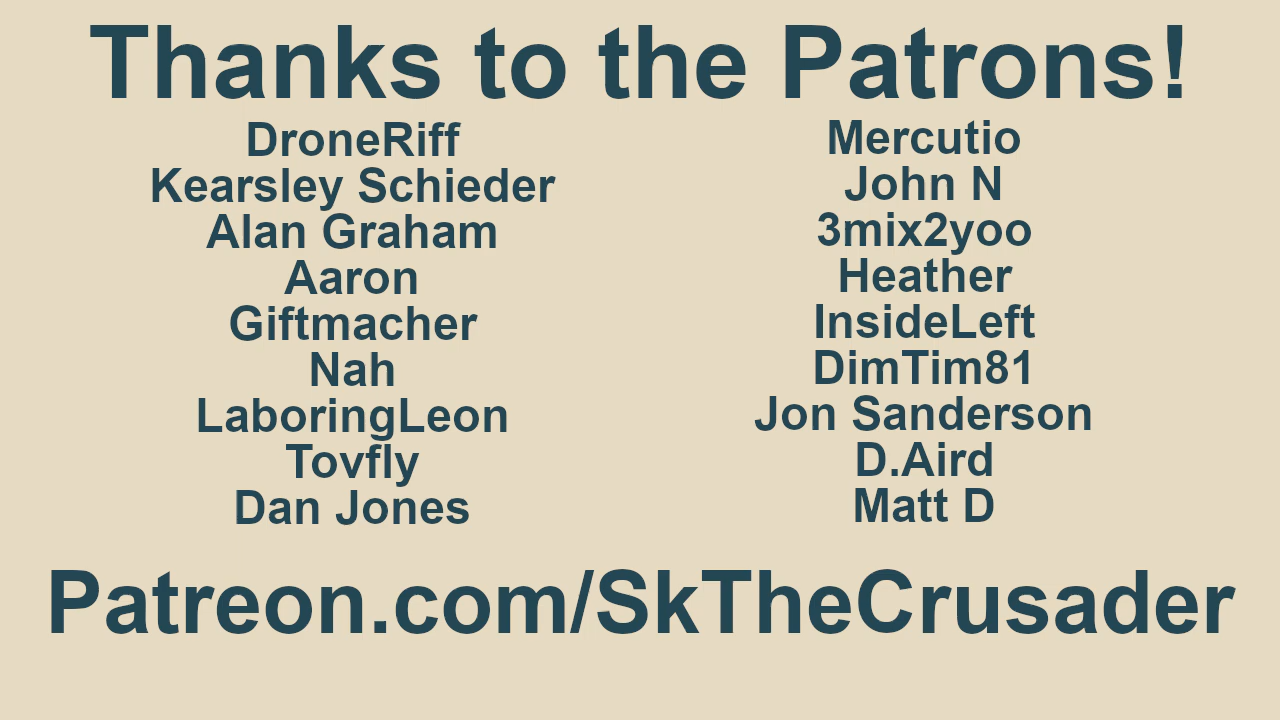 Thanks to the Patrons!
DroneRiff
Kearsley Schieder
Alan Graham
Aaron
Giftmacher
Nah
LaboringLeon
Tovfly
Dan Jones
Mercutio
John N
3mix2yoo
Heather
InsideLeft
DimTim81
Jon Sanderson
D.Aird
Matt D
Patreon.com/SkTheCrusader